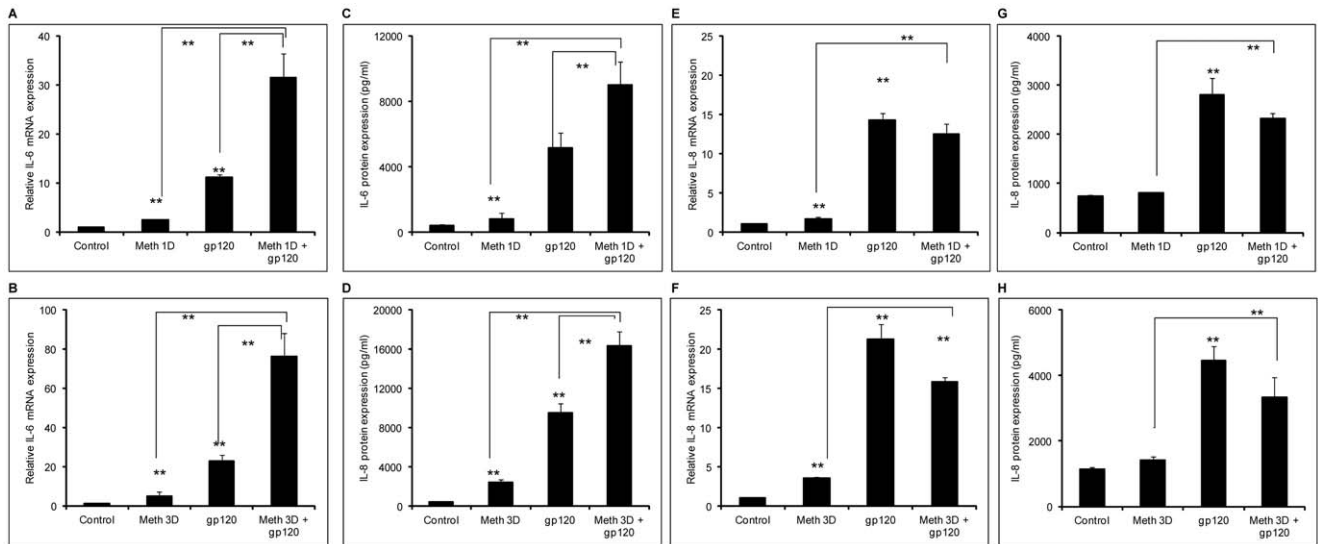 A
Relative IL-6 mRNA expression
40
30
20
10
0
**
**
**
**
Control
Meth 1D
gp120
Meth 1D +
gp120
C
IL-6 protein expression (pg/ml)
12000
8000
4000
0
**
**
**
Control
Meth 1D
gp120
Meth 1D +
gp120
E
Relative IL-8 mRNA expression
25
20
15
10
5
0
**
**
**
Control
Meth 1D
gp120
Meth 1D +
gp120
G
IL-8 protein expression (pg/ml)
4000
3000
2000
1000
0
**
**
Control
Meth 1D
gp120
Meth 1D +
gp120
B
Relative IL-6 mRNA expression
100
80
60
40
20
0
**
**
**
**
Control
Meth 3D
gp120
Meth 3D +
gp120
D
IL-8 protein expression (pg/ml)
20000
16000
12000
8000
4000
0
**
**
**
**
Control
Meth 3D
gp120
Meth 3D +
gp120
F
Relative IL-8 mRNA expression
25
20
15
10
5
0
**
**
**
Control
Meth 3D
gp120
Meth 3D +
gp120
H
IL-8 protein expression (pg/ml)
6000
4000
2000
0
**
**
Control
Meth 3D
gp120
Meth 3D +
gp120